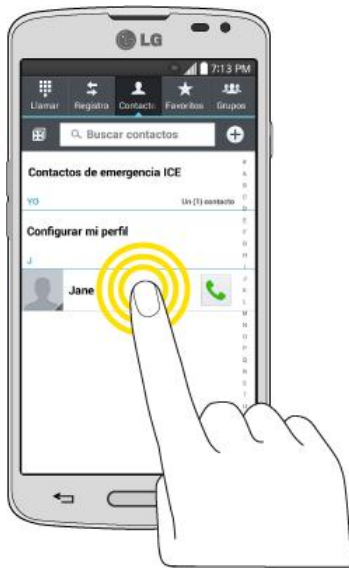 LG
7:13 PM
Llamar Registro Contacto Favoritos Grupos
Buscar contactos
Contactos de emergencia ICE
YO Un (1) contacto
Configurar mi perfil
J
Jane